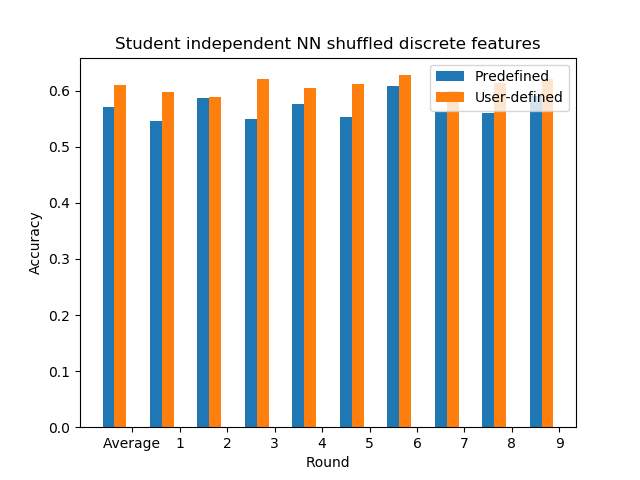 Student independent NN shuffled discrete features
Predefined
User-defined
0.6
0.5
0.4
0.3
0.2
0.1
0.0
Accuracy
Average 1 2 3 4 5 6 7 8 9
Round